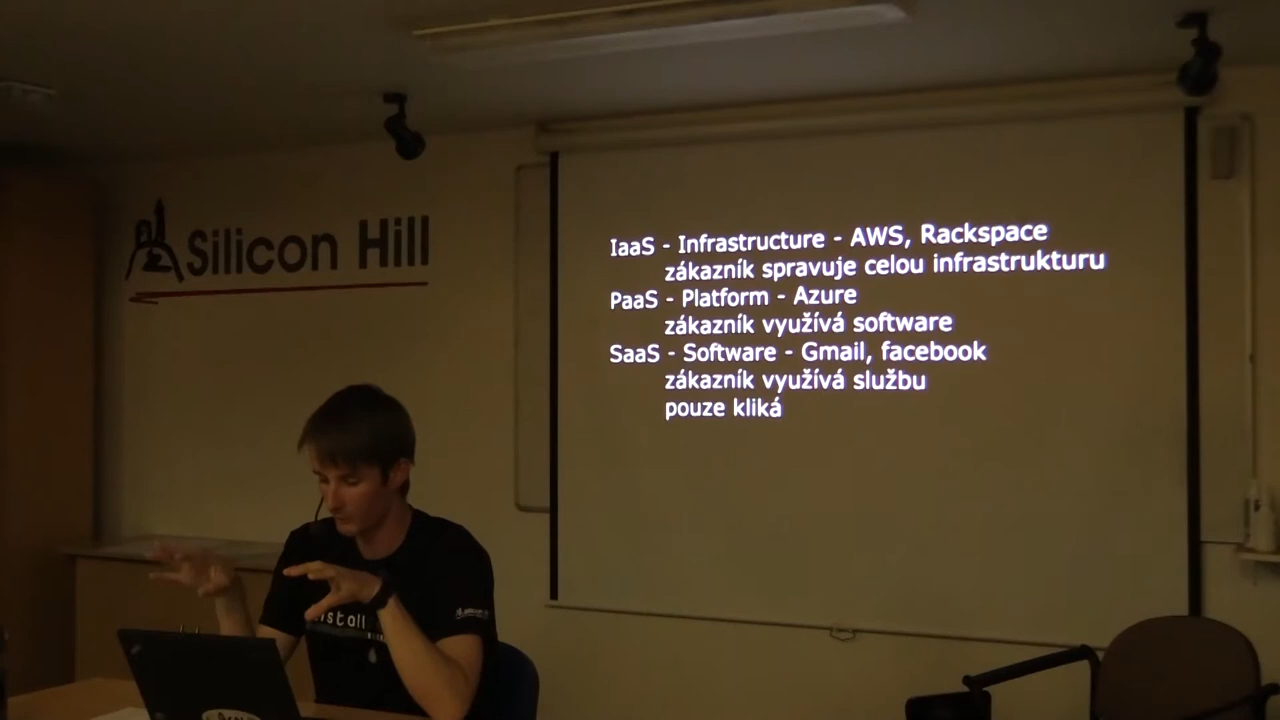 Silicon Hill
IaaS - Infrastructure - AWS, Rackspace
zákazník spravuje celou infrastrukturu
PaaS - Platform - Azure
zákazník využívá software
SaaS - Software - Gmail, facebook
zákazník využívá službu
pouze kliká